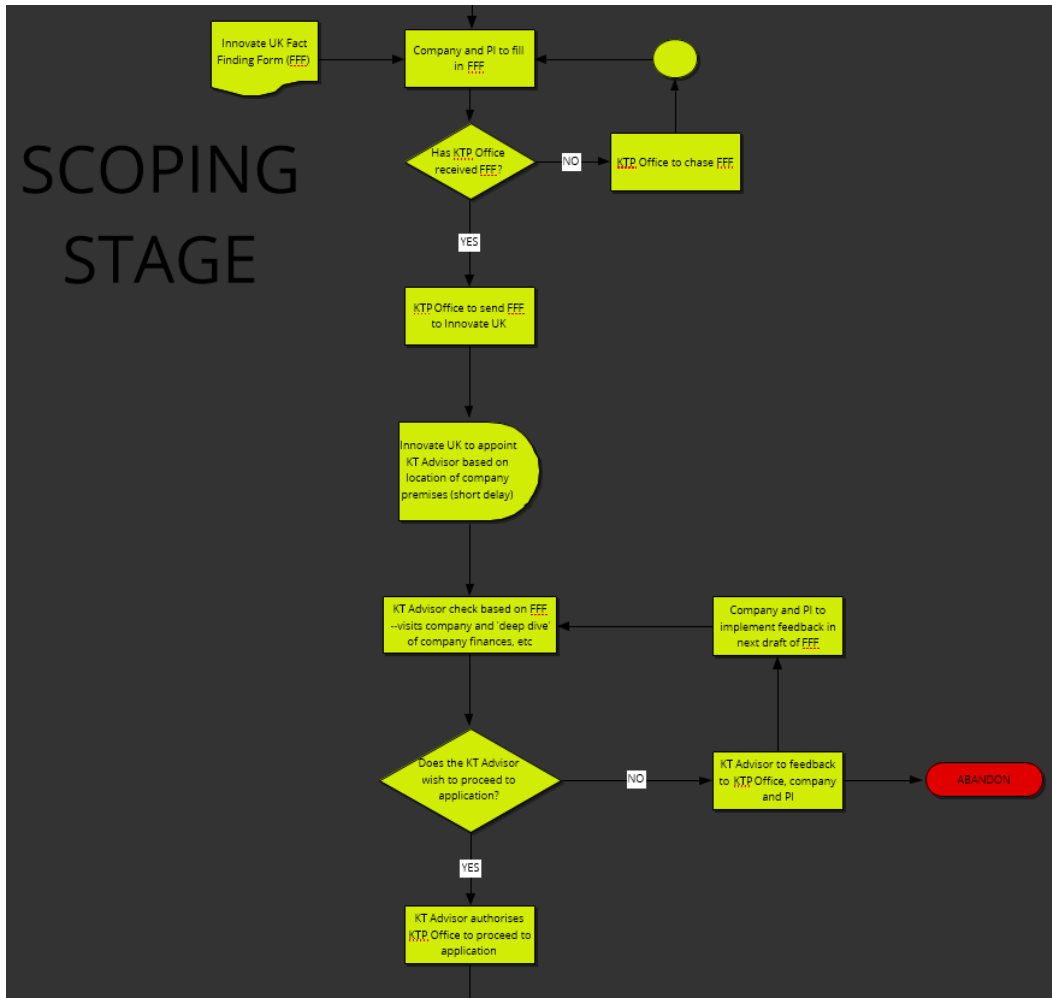 Innovate UK Fact
Finding Form (FFF)
Company and PI to fill
in FFF
SCOPING
STAGE
Has KTP Office
received FFF?
NO
KTP Office to chase FFF
YES
KTP Office to send FFF
to Innovate UK
Innovate UK to appoint
KT Advisor based on
location of company
premises (short delay)
KT Advisor check based on FFF
--visits company and 'deep dive'
of company finances, etc
Company and PI to
implement feedback in
next draft of FFF
Does the KT Advisor
wish to proceed to
application?
NO
KT Advisor to feedback
to KTP Office, company
and PI
ABANDON
YES
KT Advisor authorises
KTP Office to proceed to
application